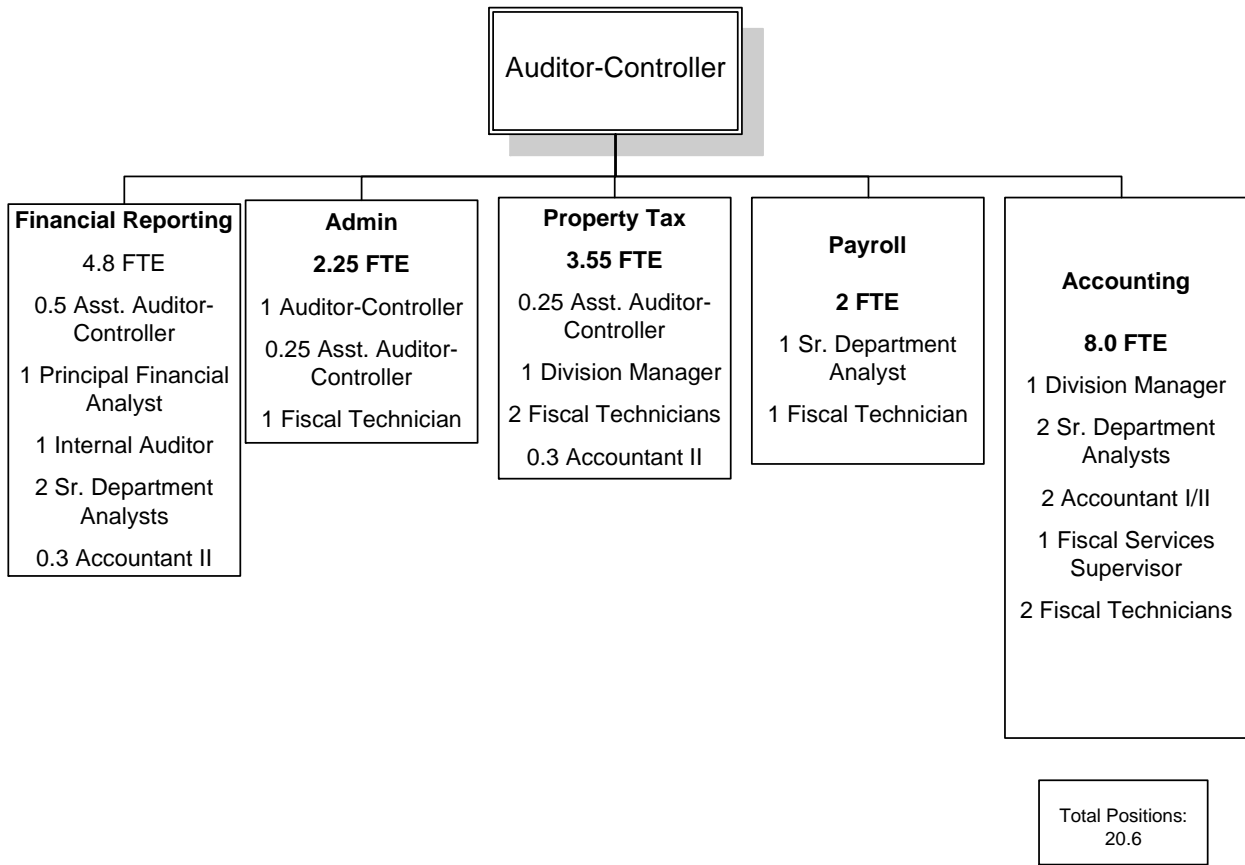 Auditor-Controller
Financial Reporting
4.8 FTE
0.5 Asst. Auditor-
Controller
1 Principal Financial
Analyst
1 Internal Auditor
2 Sr. Department
Analysts
0.3 Accountant II
Admin
2.25 FTE
1 Auditor-Controller
0.25 Asst. Auditor-
Controller
1 Fiscal Technician
Property Tax
3.55 FTE
0.25 Asst. Auditor-
Controller
1 Division Manager
2 Fiscal Technicians
0.3 Accountant II
Payroll
2 FTE
1 Sr. Department
Analyst
1 Fiscal Technician
Accounting
8.0 FTE
1 Division Manager
2 Sr. Department
Analysts
2 Accountant I/II
1 Fiscal Services
Supervisor
2 Fiscal Technicians
Total Positions:
20.6